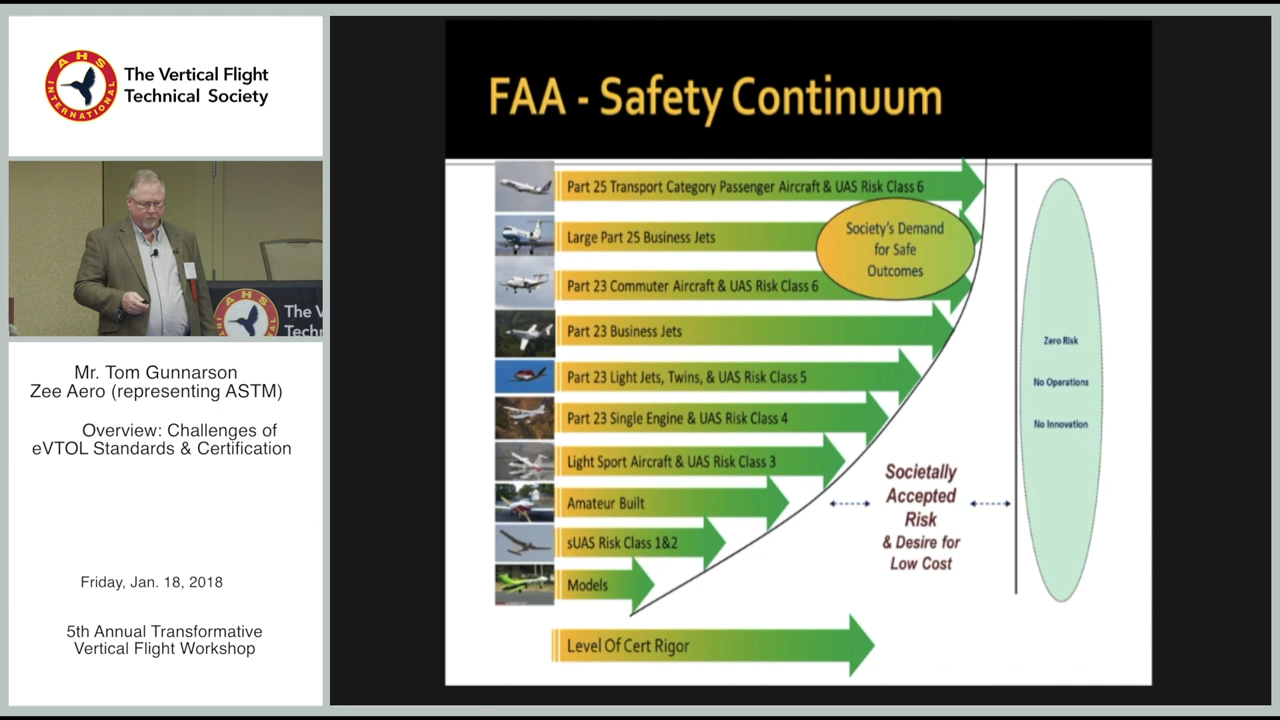 AHS
INTERNATIONAL
The Vertical Flight
Technical Society
AHS
INTERNATIONAL
The V
Tech
Mr. Tom Gunnarson
Zee Aero (representing ASTM)
Overview: Challenges of
eVTOL Standards & Certification
Friday, Jan. 18, 2018
5th Annual Transformative
Vertical Flight Workshop
FAA - Safety Continuum
Part 25 Transport Category Passenger Aircraft & UAS Risk Class 6
Large Part 25 Business Jets
Society's Demand
for Safe
Outcomes
Part 23 Commuter Aircraft & UAS Risk Class 6
Part 23 Business Jets
Part 23 Light Jets, Twins, & UAS Risk Class 5
Part 23 Single Engine & UAS Risk Class 4
Light Sport Aircraft & UAS Risk Class 3
Amateur Built
sUAS Risk Class 1&2
Models
Level Of Cert Rigor
Societally
Accepted
Risk
& Desire for
Low Cost
Zero Risk
No Operations
No Innovation